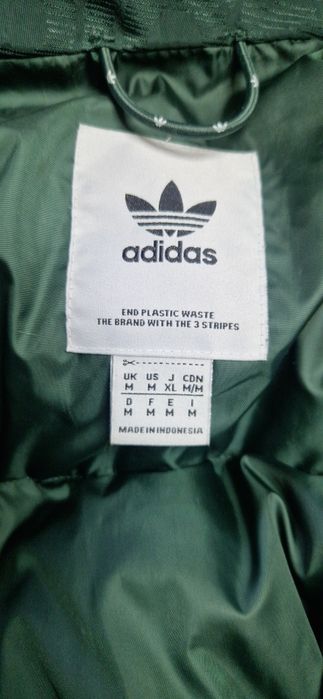 adidas
END PLASTIC WASTE
THE BRAND WITH THE 3 STRIPES
UK US J CDN
M M XL M/M
D F E I
M M M M
MADE IN INDONESIA